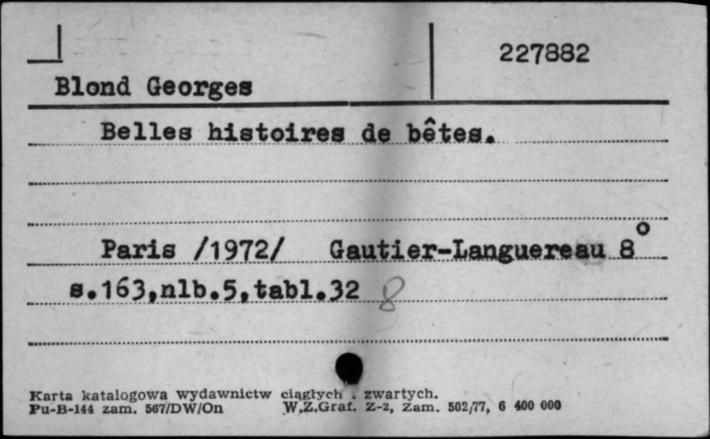 227882
Blond Georges
Belles histoires de bêtes.
Paris /1972/ Gautier-Languereau 8°
s.163,nlb.5,tabl.32 8
Karta katalogowa wydawnictw ciągłych i zwartych.
Pu-B-144 zam. 567/DW/On W.Z.Graf. Z-2, Zam. 502/77, 6 400 000